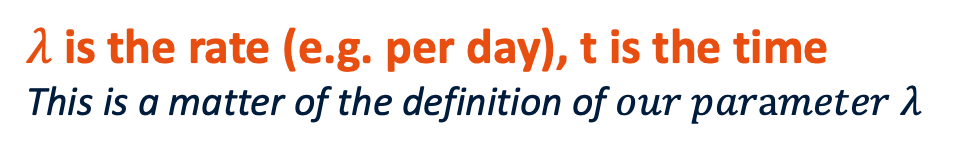 λ is the rate (e.g. per day), t is the time
This is a matter of the definition of our parameter λ